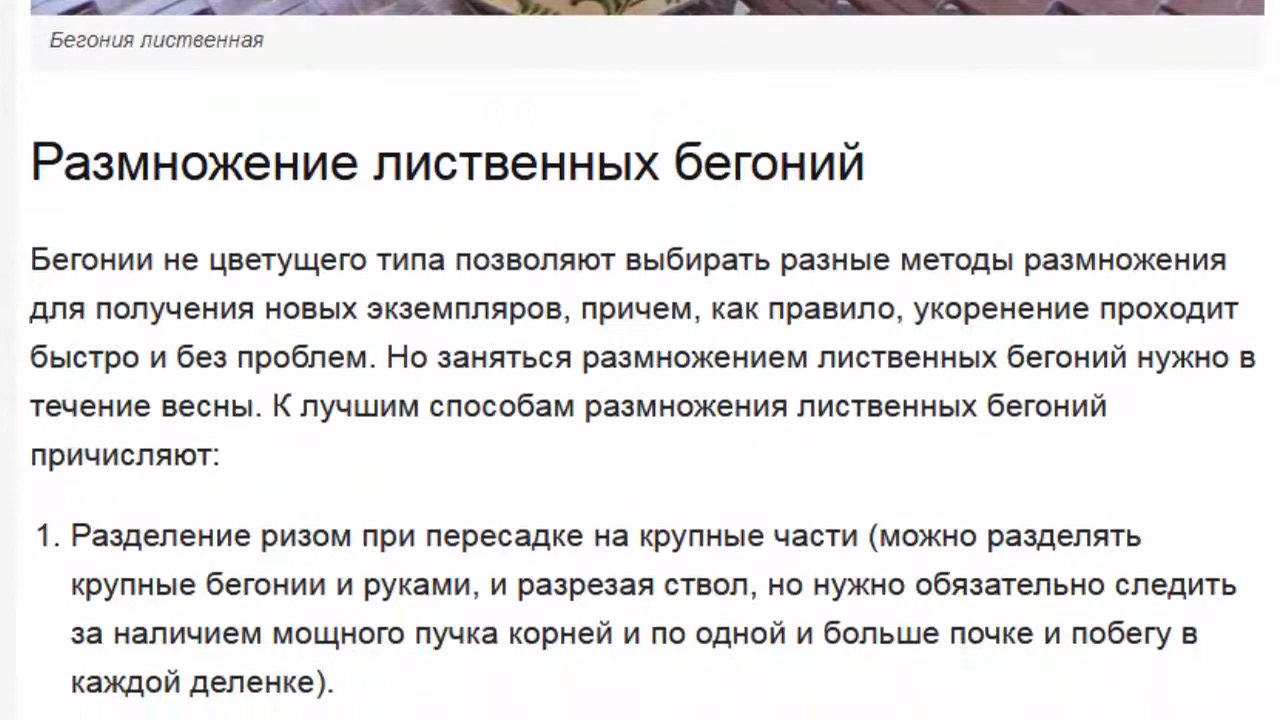 Бегония лиственная
Размножение лиственных бегоний
Бегонии не цветущего типа позволяют выбирать разные методы размножения
для получения новых экземпляров, причем, как правило, укоренение проходит
быстро и без проблем. Но заняться размножением лиственных бегоний нужно в
течение весны. К лучшим способам размножения лиственных бегоний
причисляют:
1. Разделение ризом при пересадке на крупные части (можно разделять
крупные бегонии и руками, и разрезая ствол, но нужно обязательно следить
за наличием мощного пучка корней и по одной и больше почке и побегу в
каждой деленке).